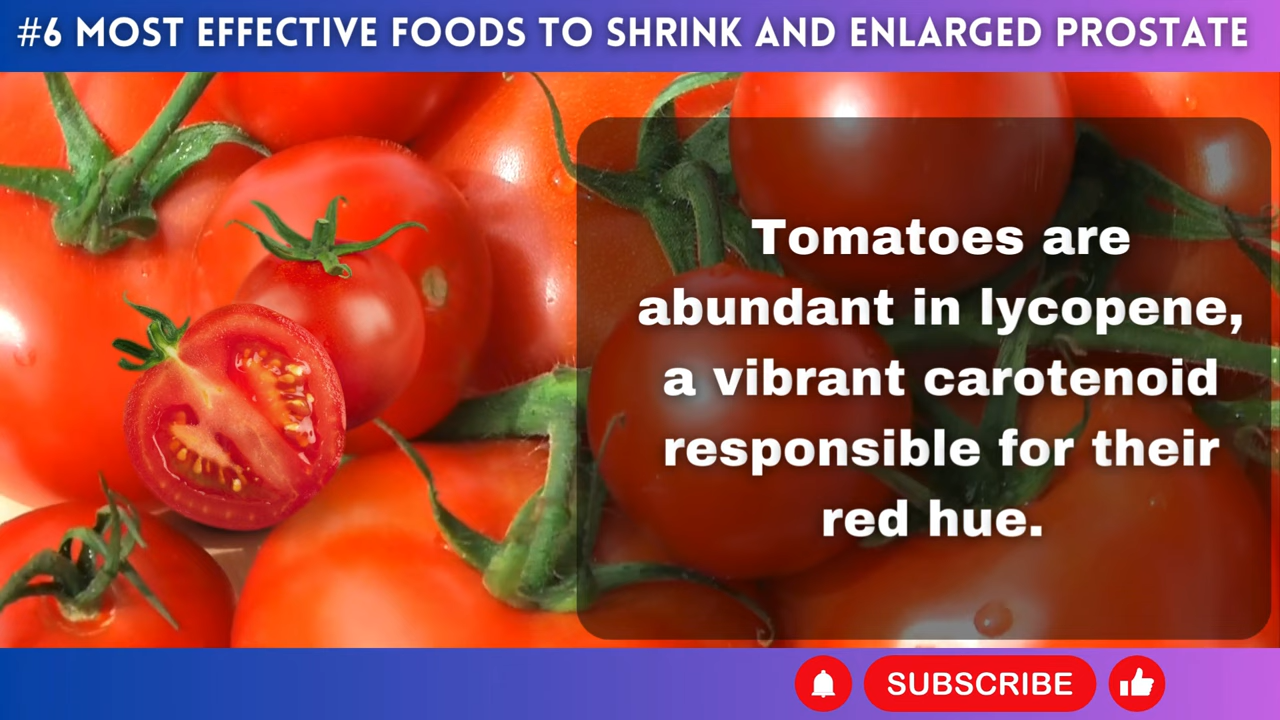 #6 MOST EFFECTIVE FOODS TO SHRINK AND ENLARGED PROSTATE
Tomatoes are
abundant in lycopene,
a vibrant carotenoid
responsible for their
red hue.
SUBSCRIBE